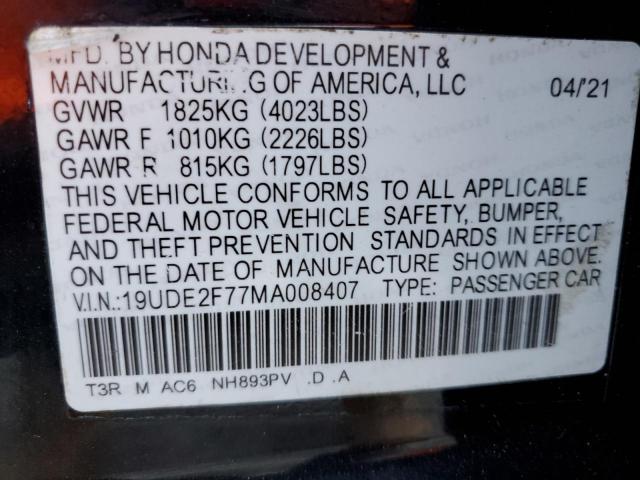 MFD. BY HONDA DEVELOPMENT &
MANUFACTURI .G OF AMERICA, LLC 04/'21
GVWR 1825KG (4023LBS)
GAWR F 1010KG (2226LBS)
GAWR R 815KG (1797LBS)
THIS VEHICLE CONFORMS TO ALL APPLICABLE
FEDERAL MOTOR VEHICLE SAFETY, BUMPER,
AND THEFT PREVENTION STANDARDS IN EFFECT
ON THE DATE OF MANUFACTURE SHOWN ABOVE.
V.I.N.:19UDE2F77MA008407 TYPE: PASSENGER CAR
T3R M AC6 NH893PV .D .A